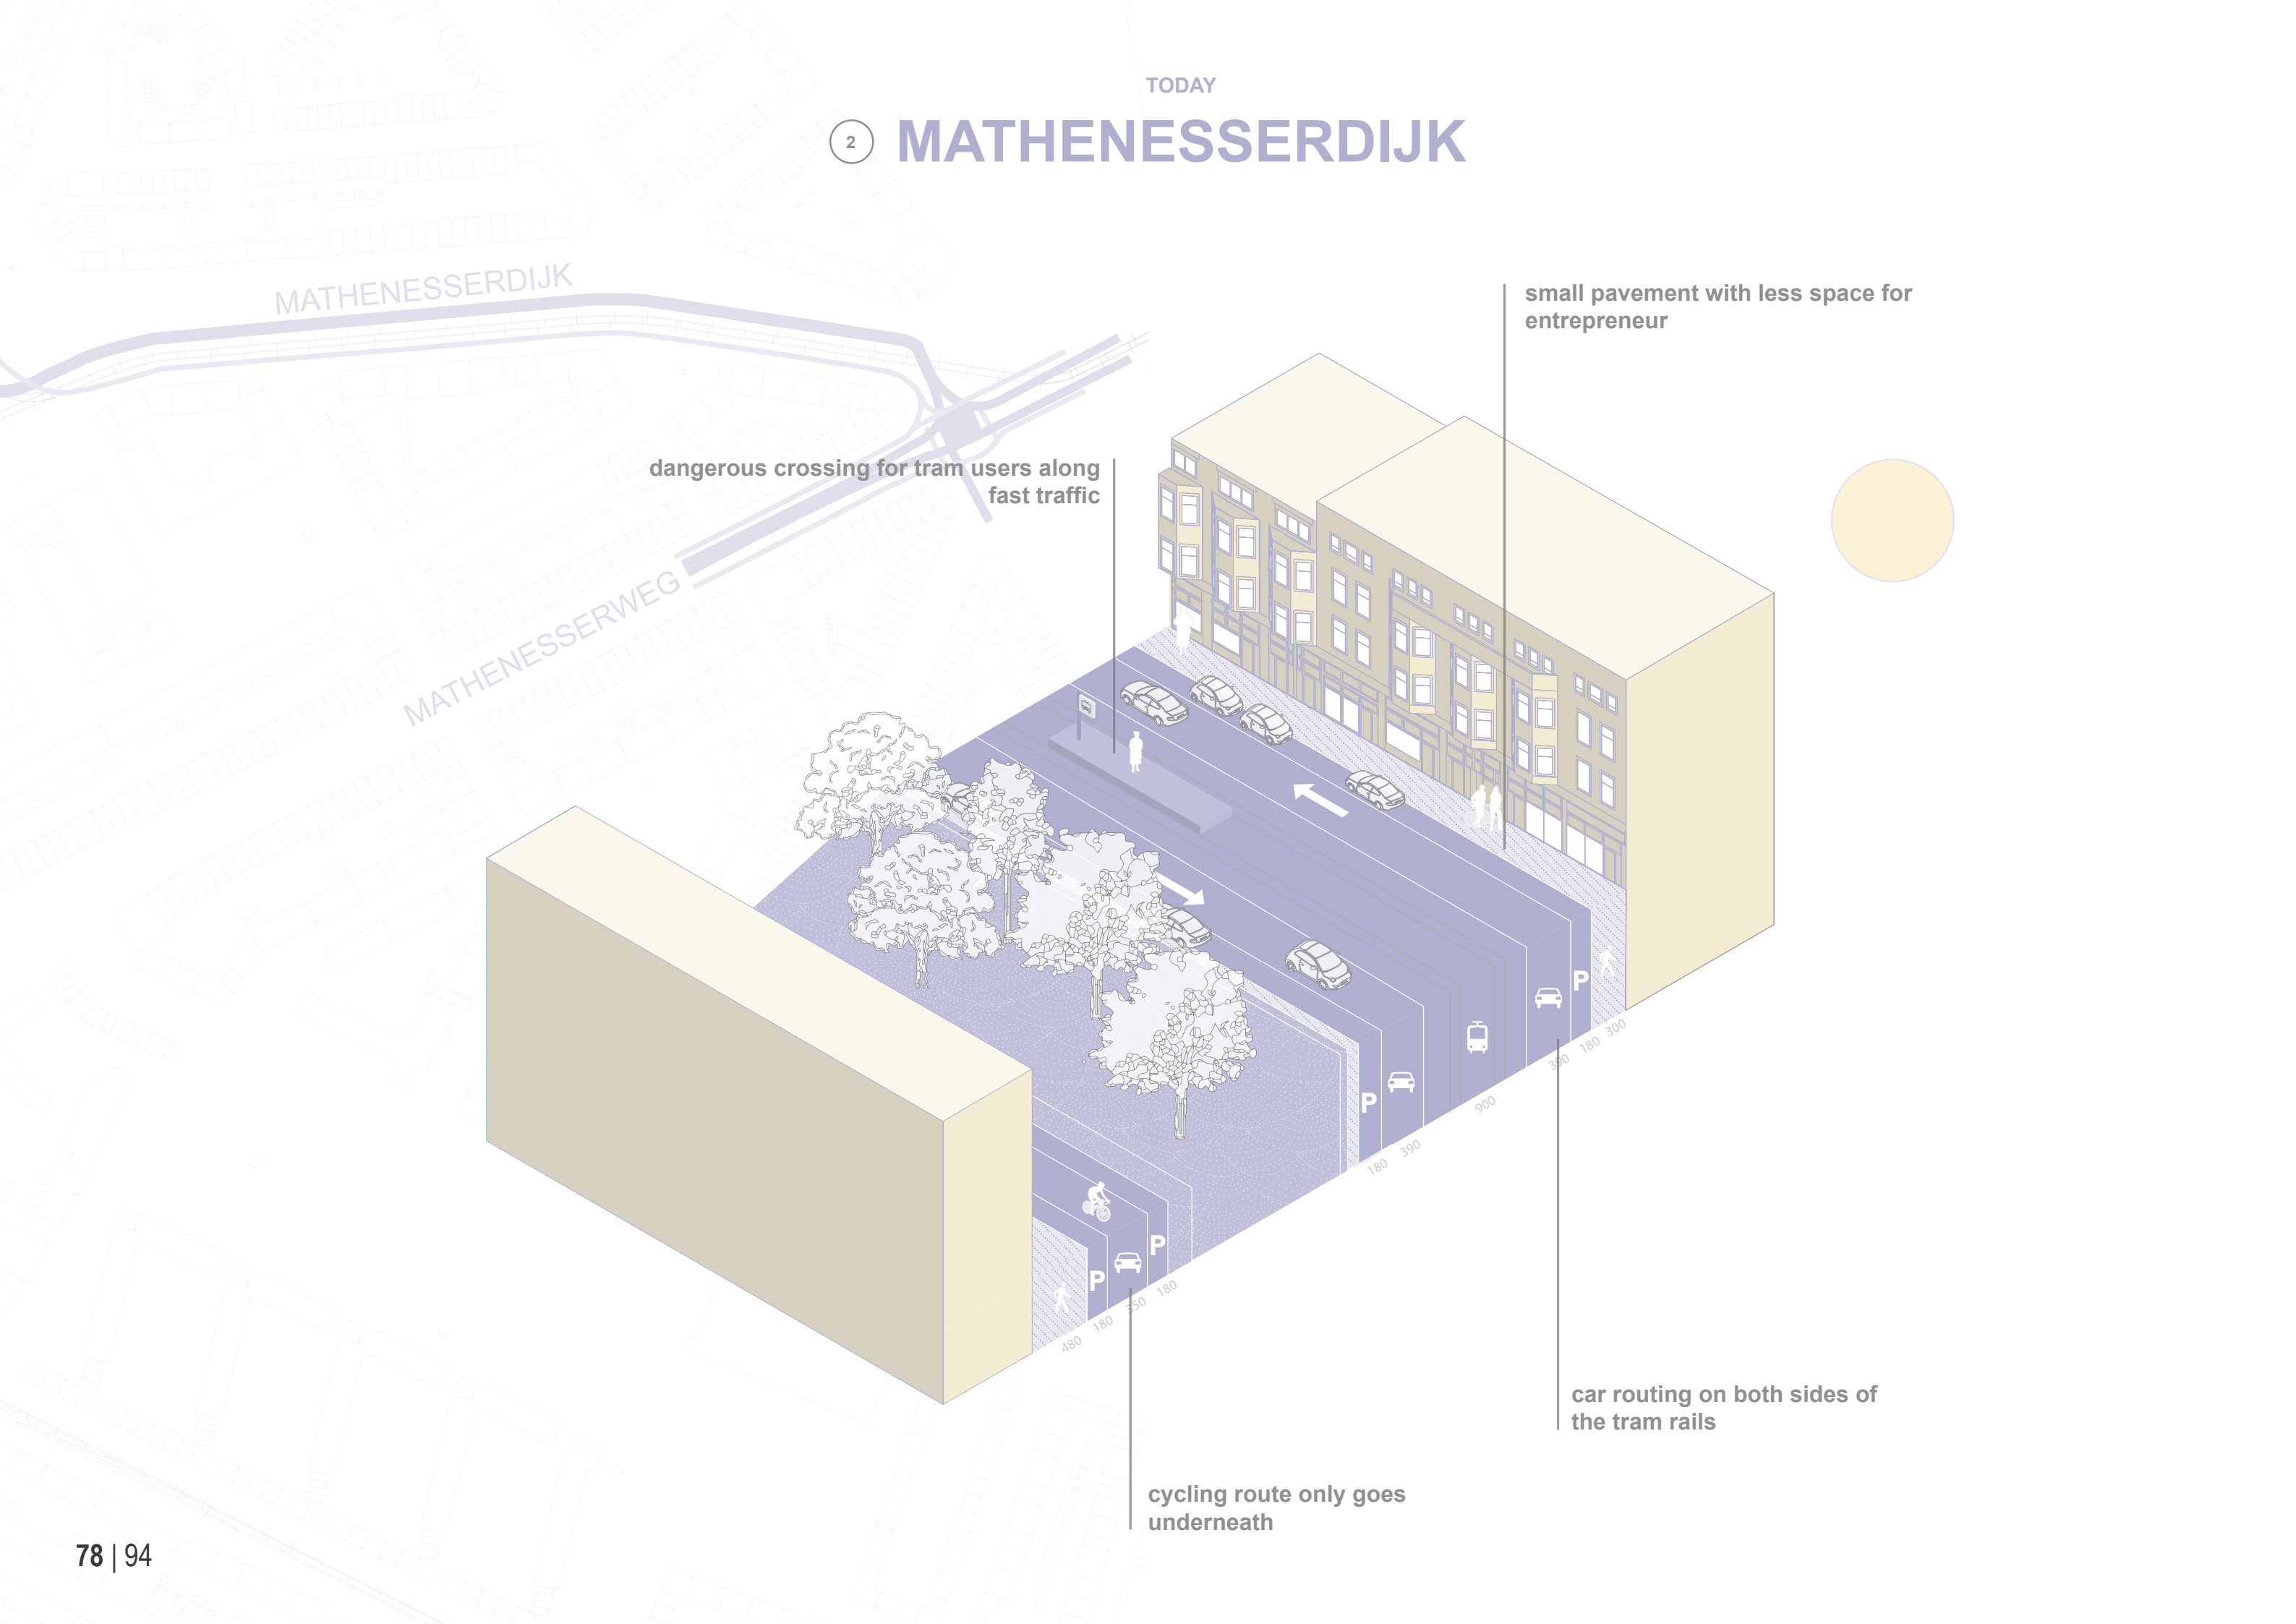 TODAY
2 MATHENESSERDIJK
MATHENESSERDIJK
small pavement with less space for
entrepreneur
dangerous crossing for tram users along
fast traffic
MATHENESSERWEG
P
P
P
P
300
180
390
900
390
180
180
350
180
480
car routing on both sides of
the tram rails
cycling route only goes
underneath
78 | 94